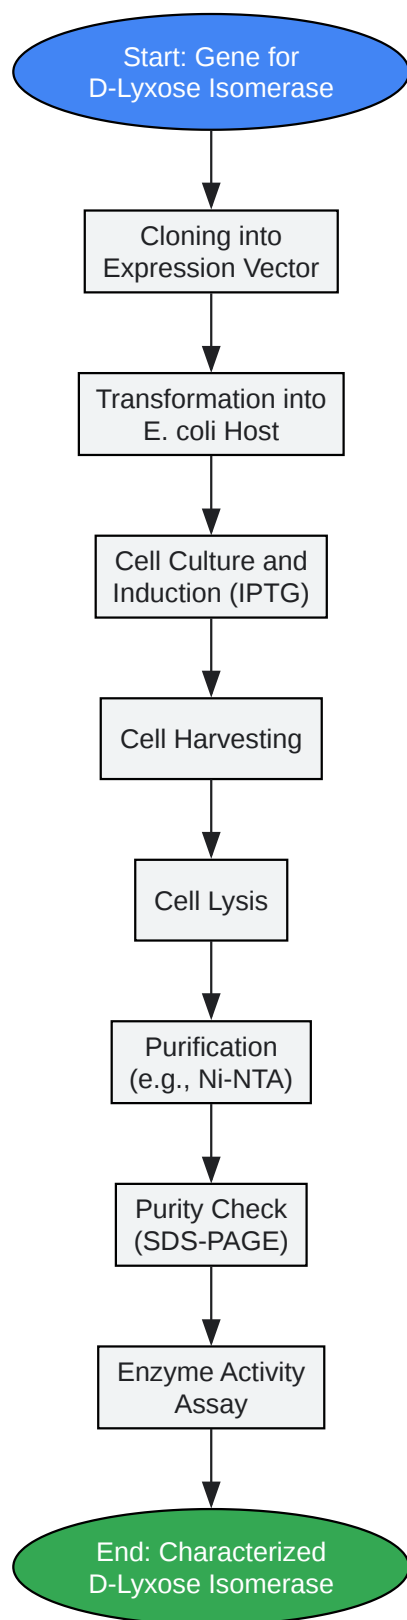 Start: Gene for
D-Lyxose Isomerase
Cloning into
Expression Vector
Transformation into
E. coli Host
Cell Culture and
Induction (IPTG)
Cell Harvesting
Cell Lysis
Purification
(e.g., Ni-NTA)
Purity Check
(SDS-PAGE)
Enzyme Activity
Assay
End: Characterized
D-Lyxose Isomerase